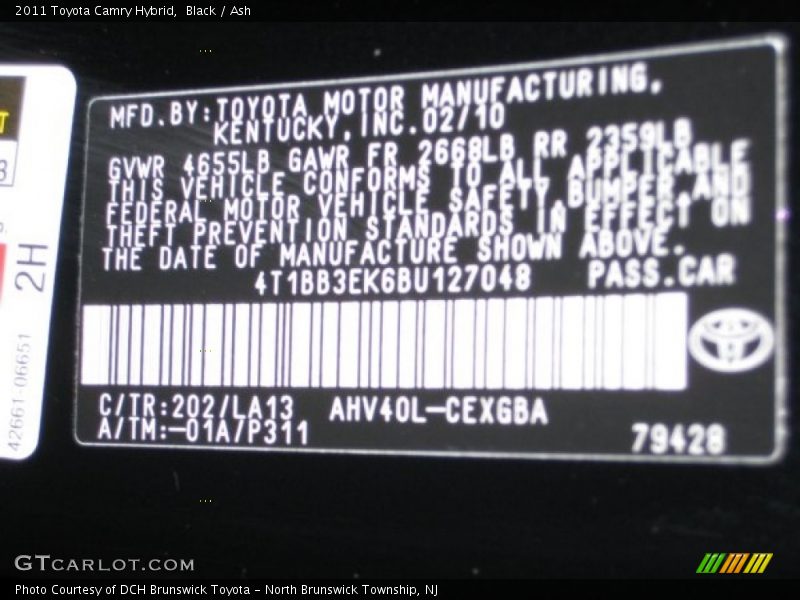 2011 Toyota Camry Hybrid,  Black / Ash
MFD.BY:TOYOTA MOTOR MANUFACTURING,
KENTUCKY,INC.02/10
GVWR 4655LB GAWR FR 2668LB RR 2359LB
THIS VEHICLE CONFORMS TO ALL APPLICABLE
FEDERAL MOTOR VEHICLE SAFETY,BUMPER,AND
THEFT PREVENTION STANDARDS IN EFFECT ON
THE DATE OF MANUFACTURE SHOWN ABOVE.
4T1BB3EK6BU127048 PASS.CAR
C/TR:202/LA13 AHV40L-CEXGBA
A/TM:-01A/P311
79428
2H
42661-06651
GTCARLOT.COM
Photo Courtesy of DCH Brunswick Toyota - North Brunswick Township, NJ